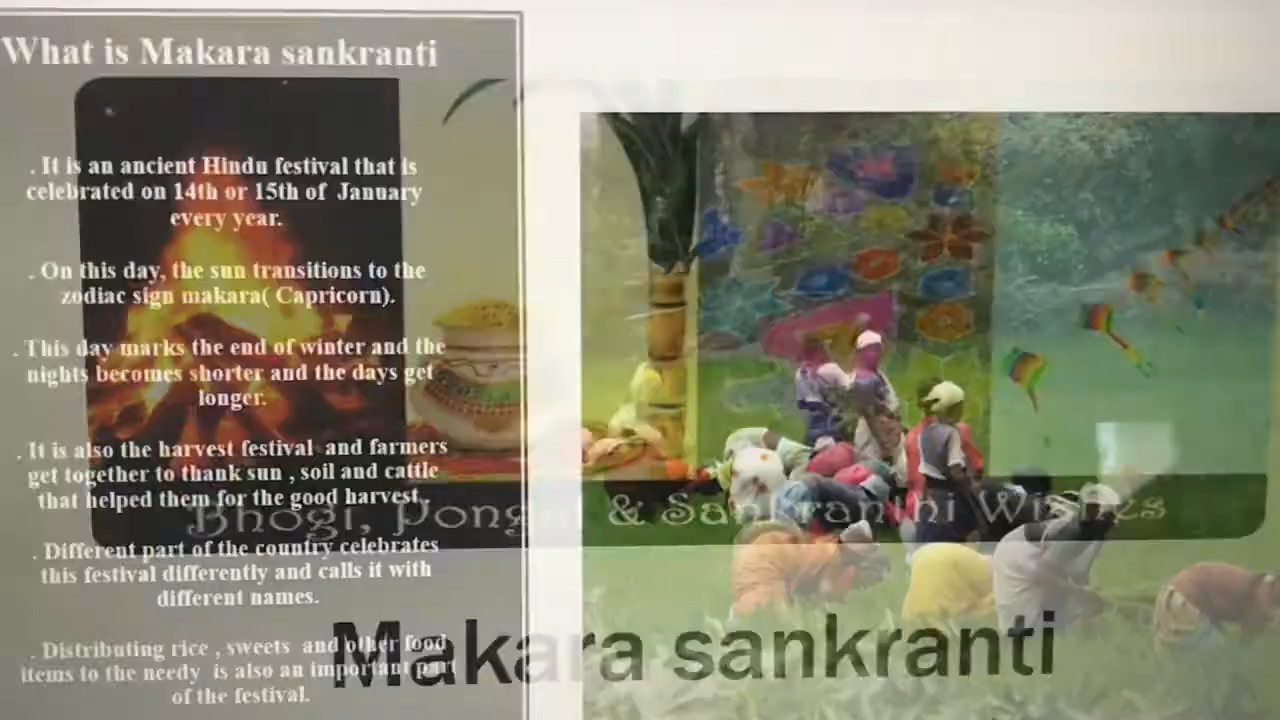 What is Makara sankranti
. It is an ancient Hindu festival that is
celebrated on 14th or 15th of January
every year.
. On this day, the sun transitions to the
zodiac sign makara( Capricorn).
. This day marks the end of winter and the
nights becomes shorter and the days get
longer.
. It is also the harvest festival and farmers
get together to thank sun , soil and cattle
that helped them for the good harvest .
. Different part of the country celebrates
this festival differently and calls it with
different names.
. Distributing rice , sweets and other food
items to the needy is also an important part
of the festival.
Bhogi, Pongal & Sankranthi Wishes
Makara sankranti